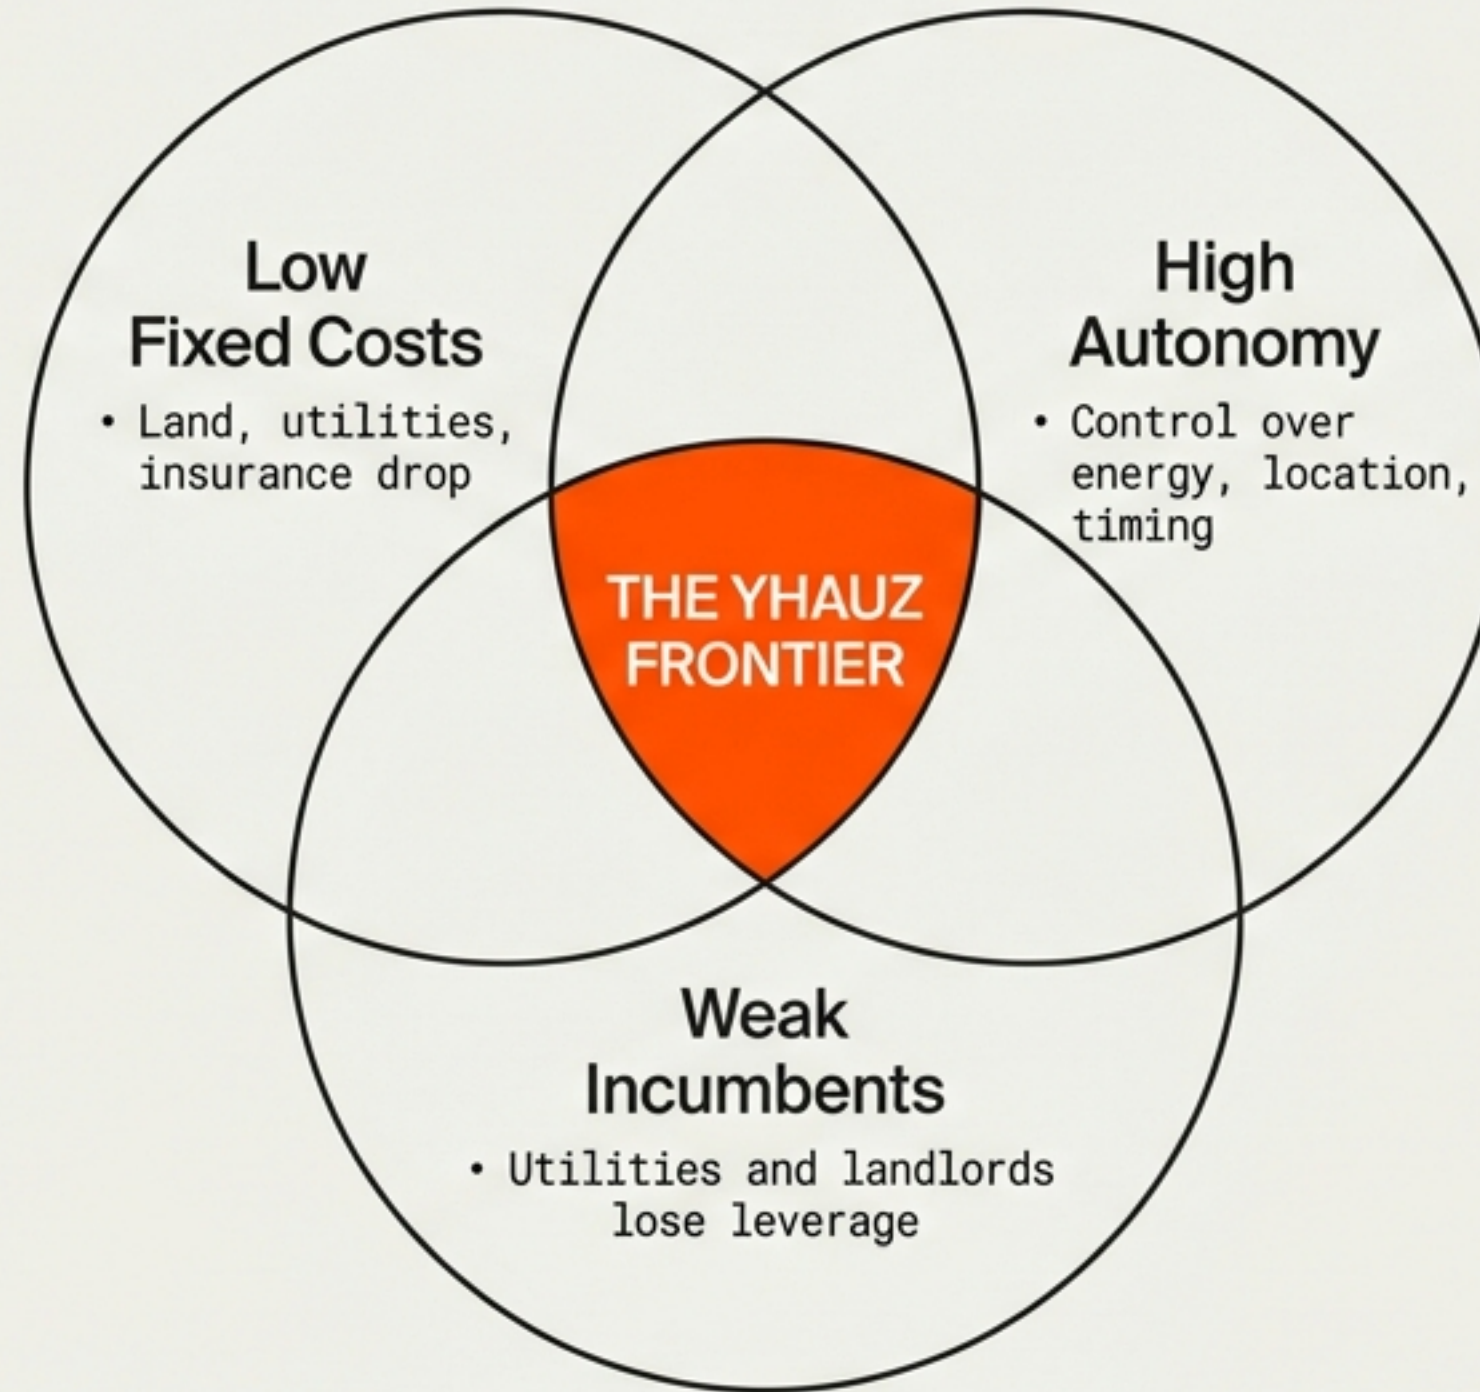 Low
Fixed Costs
• Land, utilities,
insurance drop
High
Autonomy
• Control over
energy, location,
timing
THE YHAUZ
FRONTIER
Weak
Incumbents
• Utilities and landlords
lose leverage